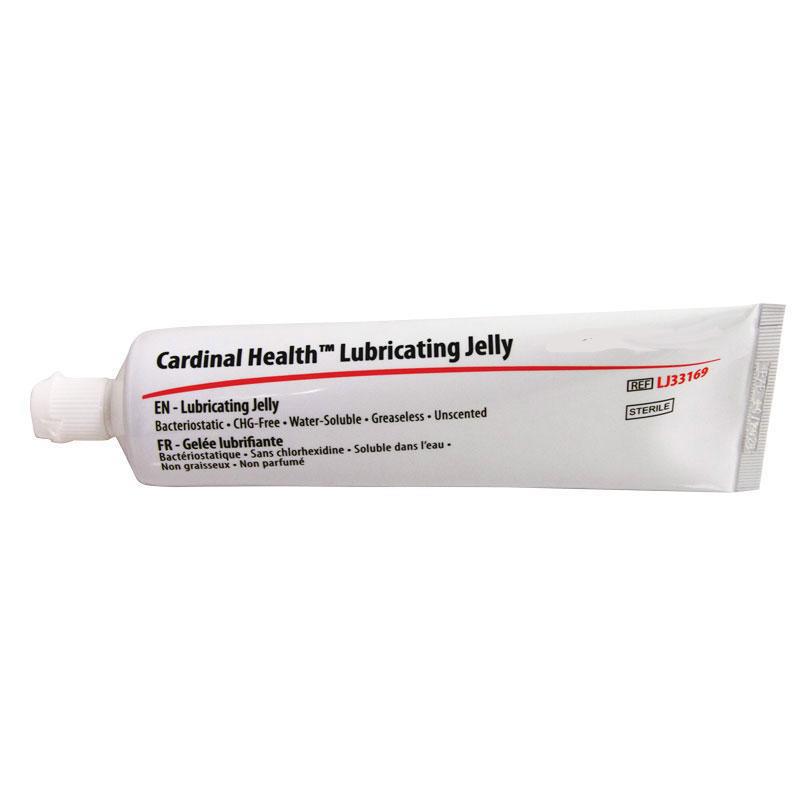 Cardinal Health™ Lubricating Jelly
REF LJ33169
EN - Lubricating Jelly
Bacteriostatic • CHG-Free • Water-Soluble • Greaseless • Unscented
STERILE
FR - Gelée lubrifiante
Bactériostatique • Sans chlorhexidine • Soluble dans l'eau •
Non graisseux • Non parfumé